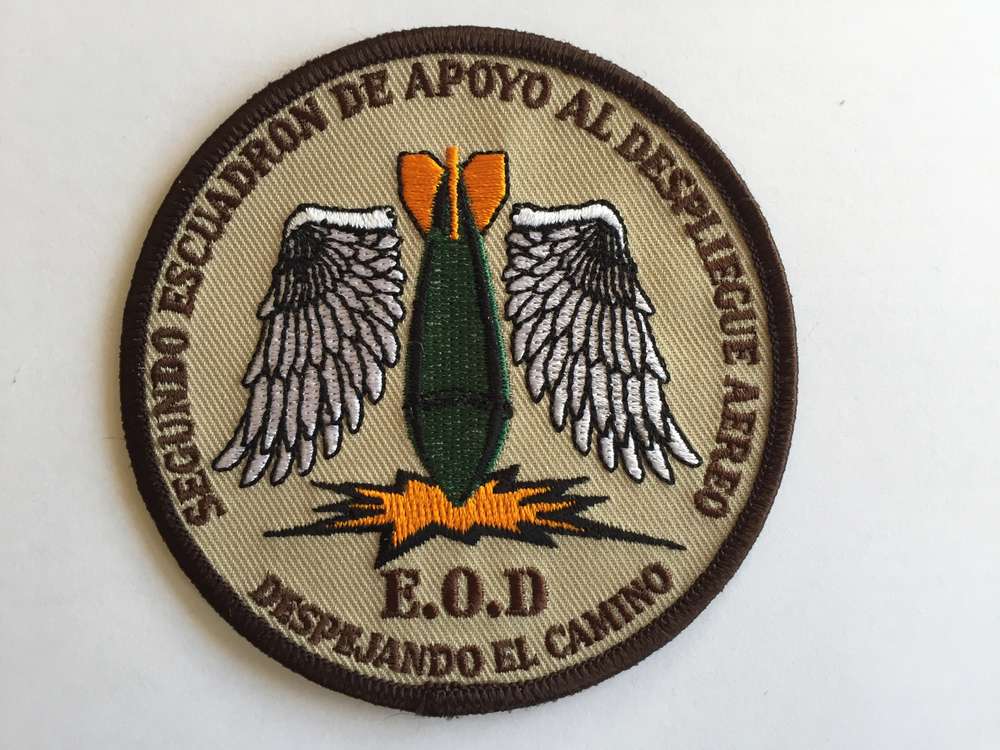 SEGUNDO ESCUADRON DE APOYO AL DESPLIEGUE AEREO
E.O.D
DESPEJANDO EL CAMINO